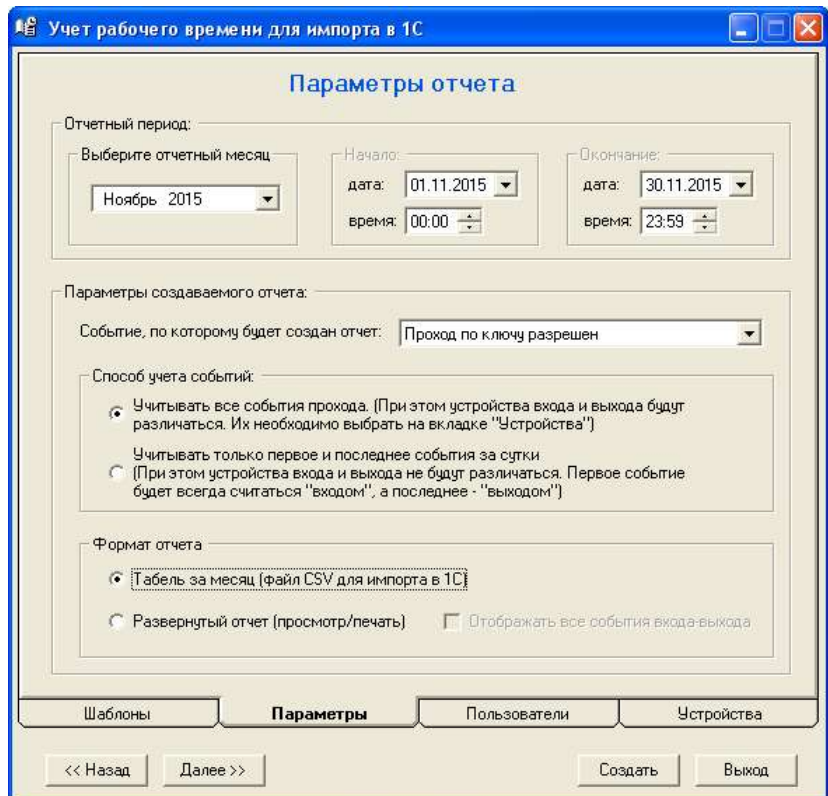 Учет рабочего времени для импорта в 1С
Параметры отчета
Отчетный период:
Выберите отчетный месяц
Ноябрь 2015
Начало:
дата: 01.11.2015
время: 00:00
Окончание:
дата: 30.11.2015
время: 23:59
Параметры создаваемого отчета:
Событие, по которому будет создан отчет: Проход по ключу разрешен
Способ учета событий:
Учитывать все события прохода. (При этом устройства входа и выхода будут
различаться. Их необходимо выбрать на вкладке "Устройства")
Учитывать только первое и последнее события за сутки
(При этом устройства входа и выхода не будут различаться. Первое событие
будет всегда считаться "входом", а последнее - "выходом")
Формат отчета
Табель за месяц (файл CSV для импорта в 1С)
Развернутый отчет (просмотр/печать) Отображать все события входа-выхода
Шаблоны Параметры Пользователи Устройства
<< Назад Далее >> Создать Выход